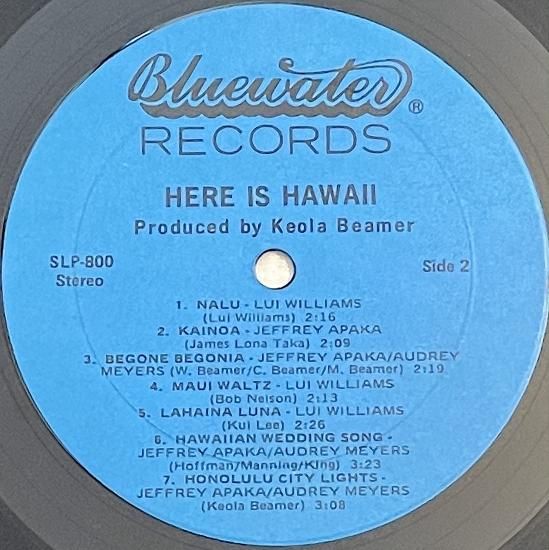 Bluewater®
RECORDS
HERE IS HAWAII
Produced by Keola Beamer
SLP-800
Stereo
Side 2
1. NALU - LUI WILLIAMS
(Lui Williams) 2:16
2. KAINOA - JEFFREY APAKA
(James Lona Taka) 2:09
3. BEGONE BEGONIA - JEFFREY APAKA/AUDREY
MEYERS (W. Beamer/C. Beamer/M. Beamer) 2:19
4. MAUI WALTZ - LUI WILLIAMS
(Bob Nelson) 2:13
5. LAHAINA LUNA - LUI WILLIAMS
(Kui Lee) 2:26
6. HAWAIIAN WEDDING SONG -
JEFFREY APAKA/AUDREY MEYERS
(Hoffman/Manning/King) 3:23
7. HONOLULU CITY LIGHTS -
JEFFREY APAKA/AUDREY MEYERS
(Keola Beamer) 3:08